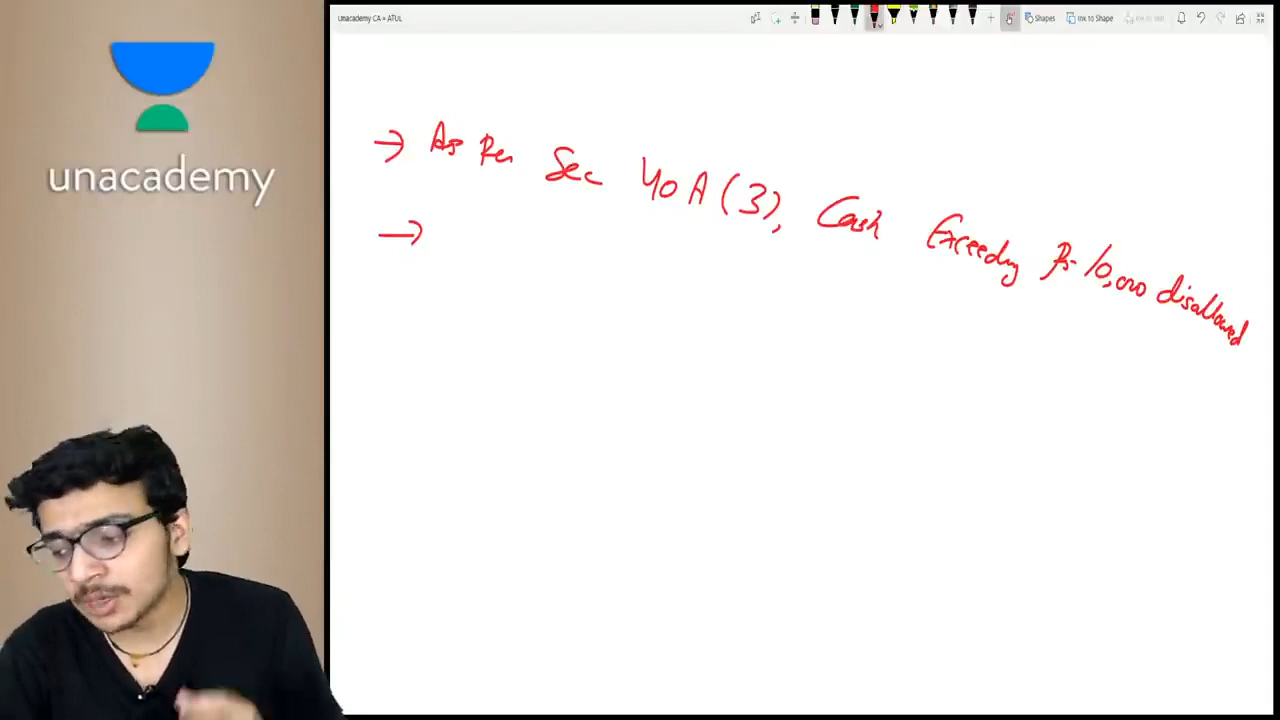 unacademy
Unacademy CA = ATUL
Shapes
Ink to Shape
→ As Per Sec 40A(3), Cash Exceeding Rs 10,000 disallowed
→